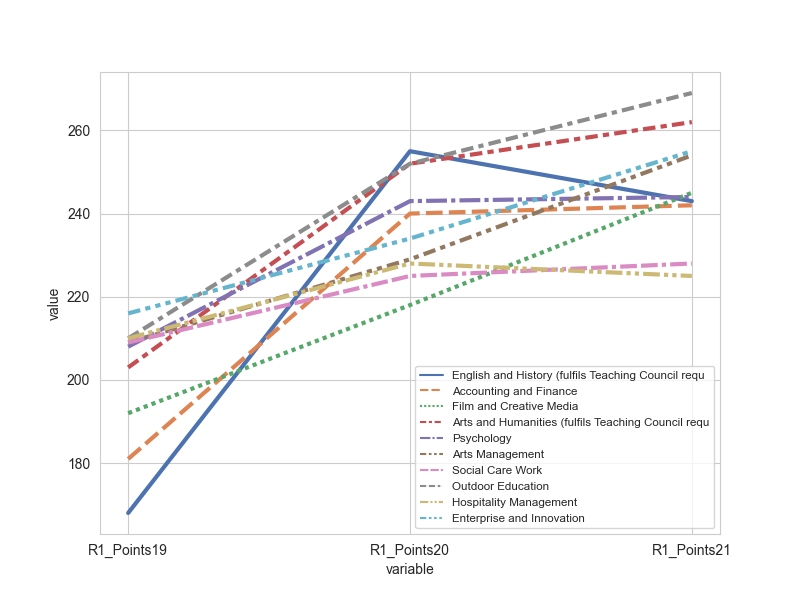 260
240
220
200
180
value
English and History (fulfils Teaching Council requ
Accounting and Finance
Film and Creative Media
Arts and Humanities (fulfils Teaching Council requ
Psychology
Arts Management
Social Care Work
Outdoor Education
Hospitality Management
Enterprise and Innovation
R1_Points19 R1_Points20 R1_Points21
variable